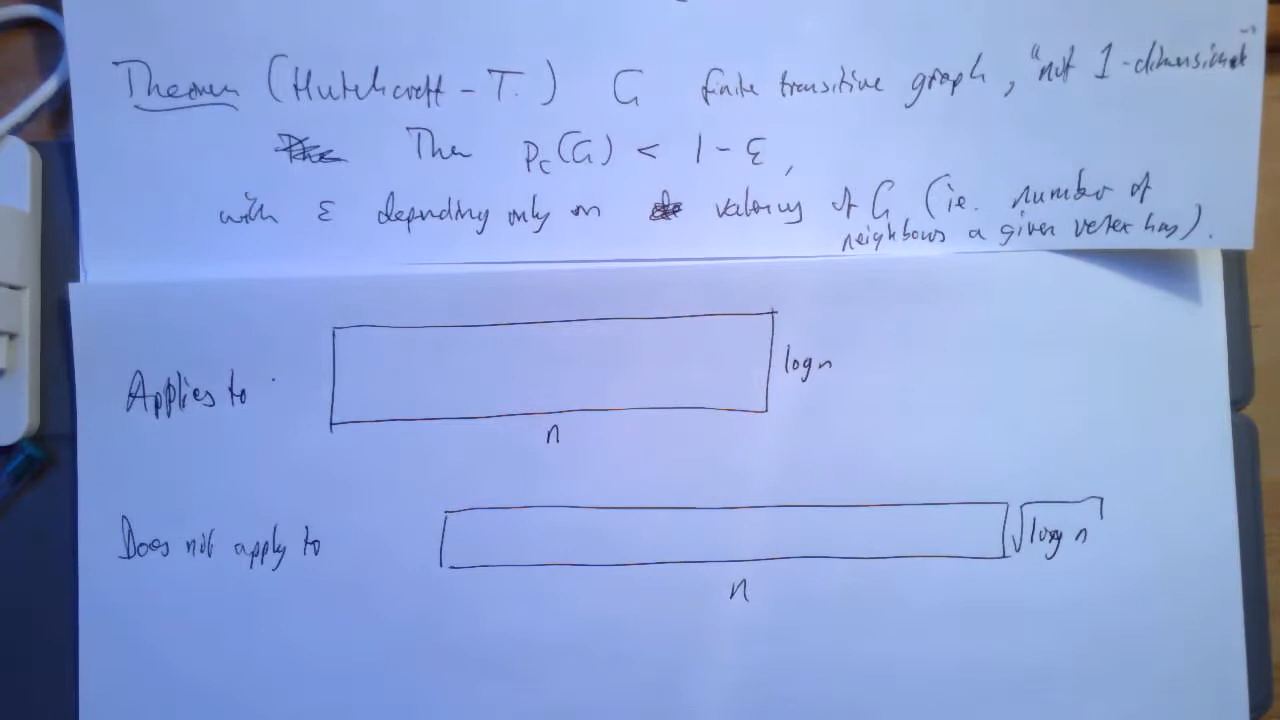 Theorem (Hutchcroft - T.) G finite transitive graph, "not 1-dimensional"
Then pc(G) < 1 - ε,
with ε depending only on valency of G (ie. number of
neighbours a given vertex has).
Applies to
log n
n
Does not apply to
√log n
n